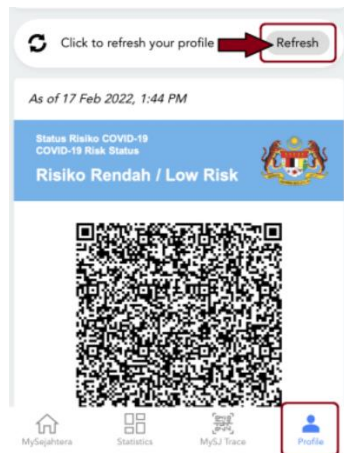 Click to refresh your profile Refresh
As of 17 Feb 2022, 1:44 PM
Status Risiko COVID-19
COVID-19 Risk Status
Risiko Rendah / Low Risk
MySejahtera Statistics MySJ Trace Profile